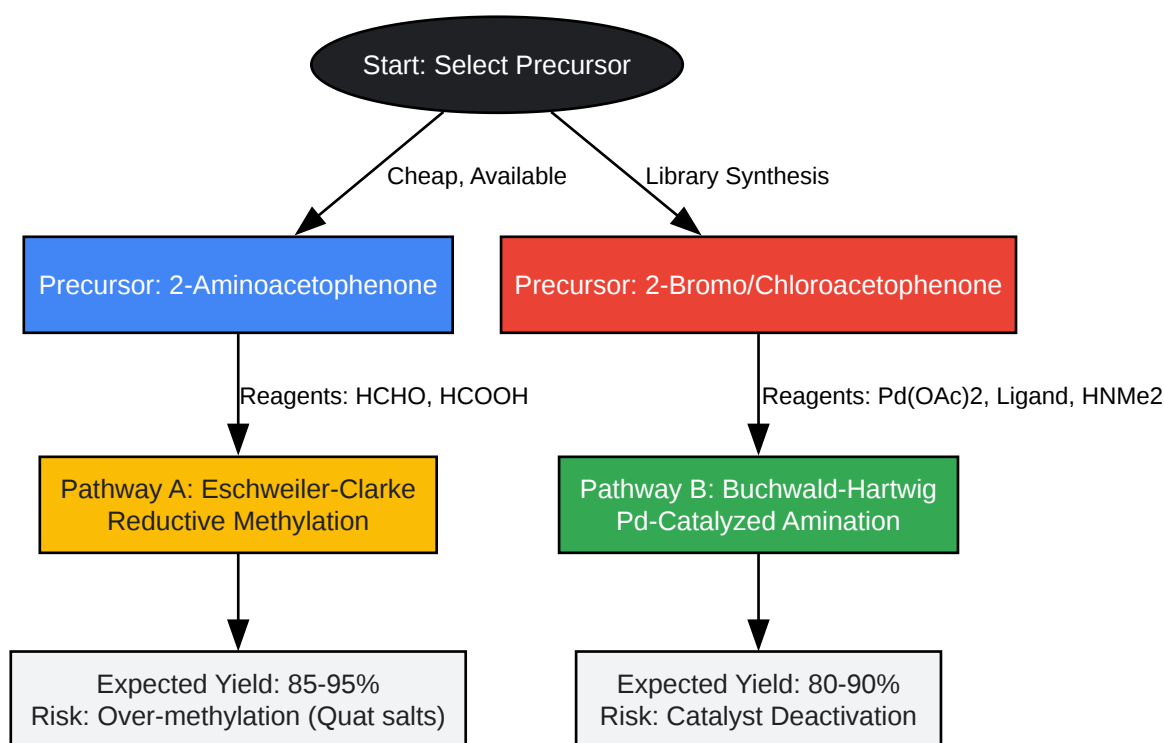 Start: Select Precursor
Cheap, Available
Library Synthesis
Precursor: 2-Aminoacetophenone
Precursor: 2-Bromo/Chloroacetophenone
Reagents: HCHO, HCOOH
Reagents: Pd(OAc)2, Ligand, HNMe2
Pathway A: Eschweiler-Clarke
Reductive Methylation
Pathway B: Buchwald-Hartwig
Pd-Catalyzed Amination
Expected Yield: 85-95%
Risk: Over-methylation (Quat salts)
Expected Yield: 80-90%
Risk: Catalyst Deactivation